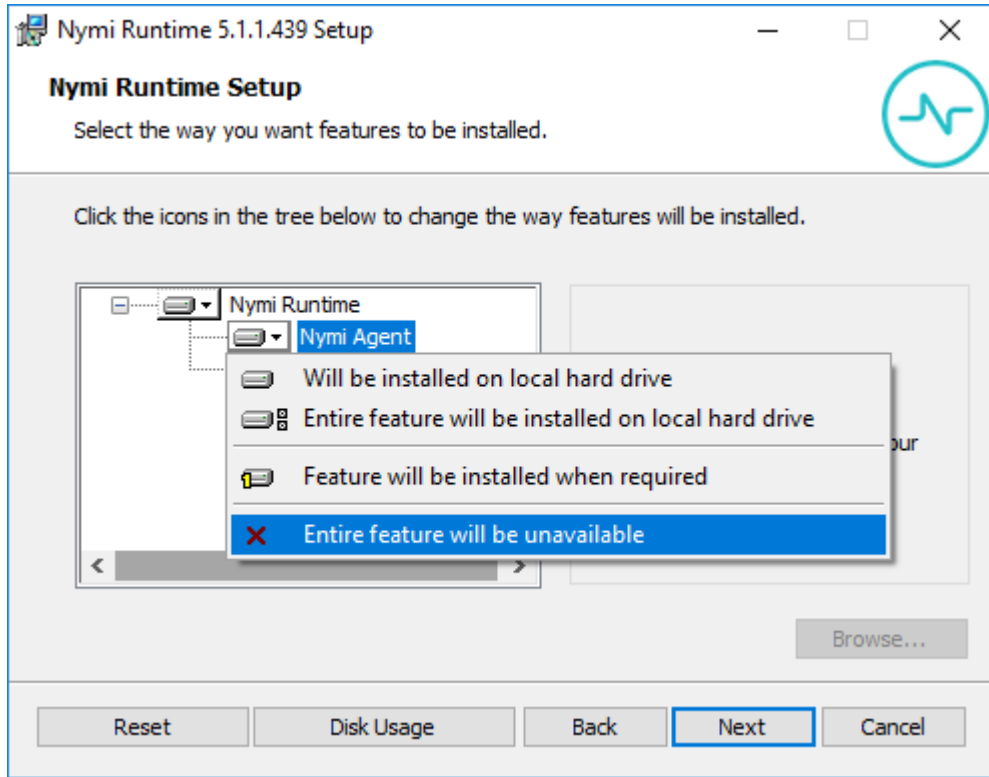 Nymi Runtime 5.1.1.439 Setup
Nymi Runtime Setup
Select the way you want features to be installed.
Click the icons in the tree below to change the way features will be installed.
Nymi Runtime
Nymi Agent
Will be installed on local hard drive
Entire feature will be installed on local hard drive
Feature will be installed when required
Entire feature will be unavailable
Browse...
Reset
Disk Usage
Back
Next
Cancel